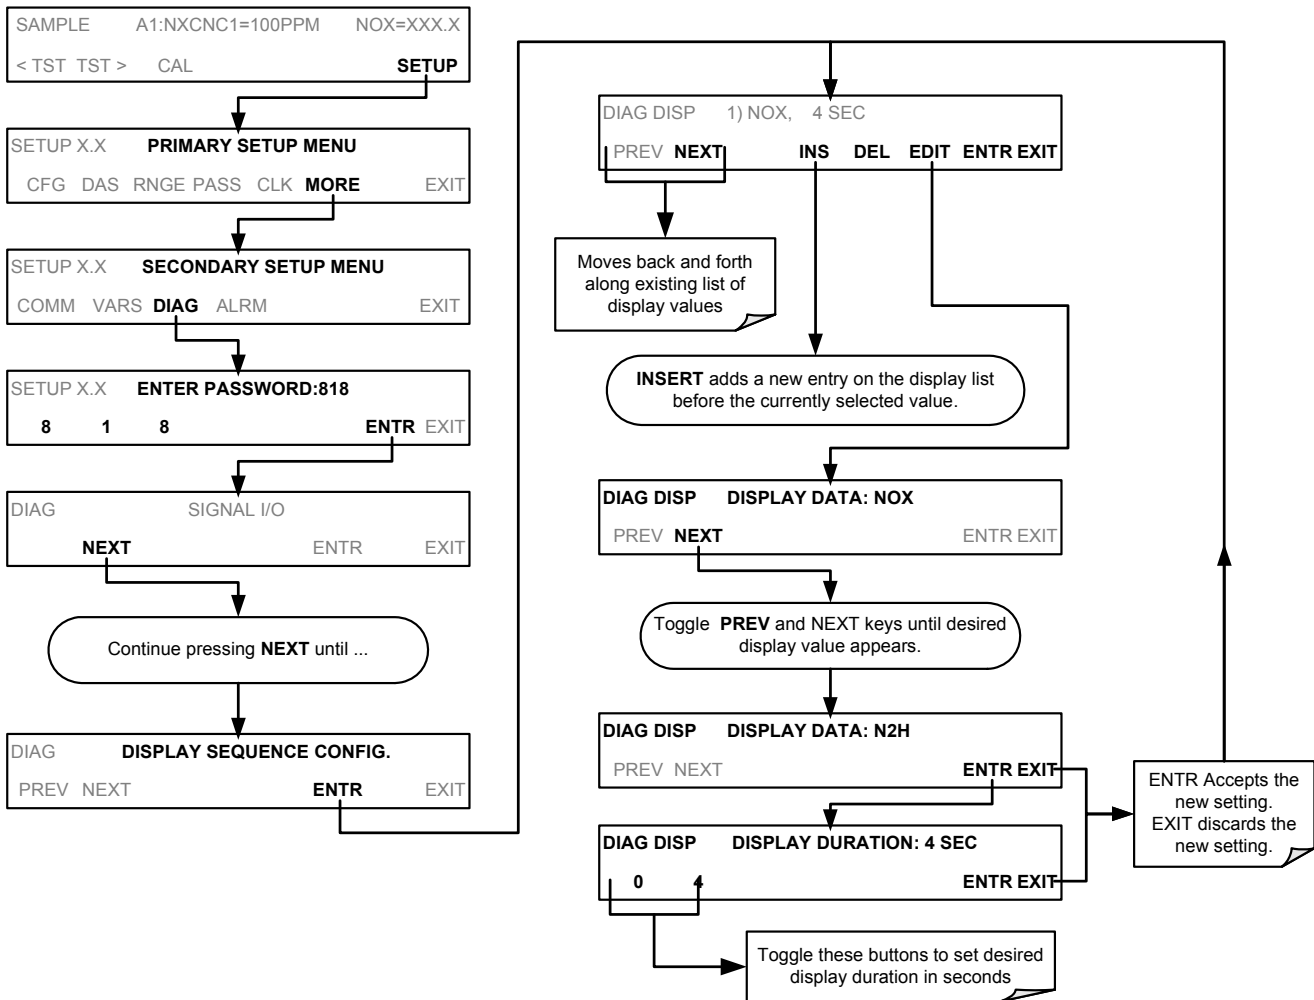 SAMPLE A1:NXCNC1=100PPM NOX=XXX.X
< TST TST > CAL SETUP
SETUP X.X PRIMARY SETUP MENU
CFG DAS RNGE PASS CLK MORE EXIT
SETUP X.X SECONDARY SETUP MENU
COMM VARS DIAG ALRM EXIT
SETUP X.X ENTER PASSWORD:818
8 1 8 ENTR EXIT
DIAG SIGNAL I/O
NEXT ENTR EXIT
Continue pressing NEXT until ...
DIAG DISPLAY SEQUENCE CONFIG.
PREV NEXT ENTR EXIT
DIAG DISP 1) NOX, 4 SEC
PREV NEXT INS DEL EDIT ENTR EXIT
Moves back and forth
along existing list of
display values
INSERT adds a new entry on the display list
before the currently selected value.
DIAG DISP DISPLAY DATA: NOX
PREV NEXT ENTR EXIT
Toggle PREV and NEXT keys until desired
display value appears.
DIAG DISP DISPLAY DATA: N2H
PREV NEXT ENTR EXIT
DIAG DISP DISPLAY DURATION: 4 SEC
0 4 ENTR EXIT
Toggle these buttons to set desired
display duration in seconds
ENTR Accepts the
new setting.
EXIT discards the
new setting.